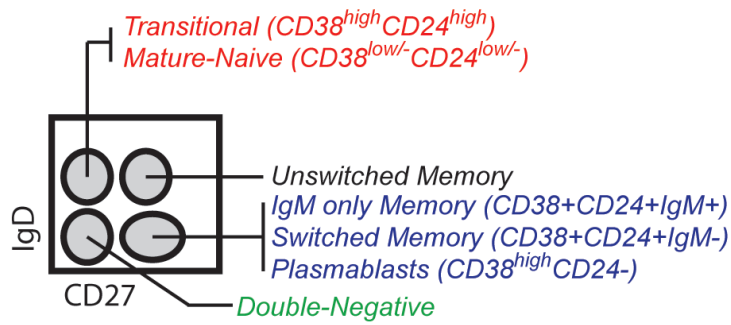 Transitional (CD38highCD24high)
Mature-Naive (CD38low/-CD24low/-)
Unswitched Memory
IgM only Memory (CD38+CD24+IgM+)
Switched Memory (CD38+CD24+IgM-)
Plasmablasts (CD38highCD24-)
IgD
CD27
Double-Negative